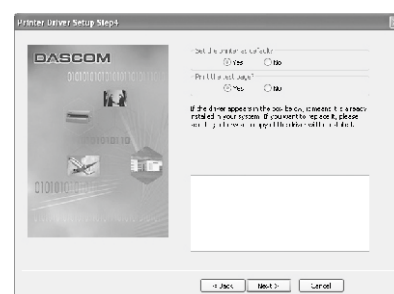 Printer Driver Setup Step4
DASCOM
Set the printer as default?
Yes No
Print the test page?
Yes No
If the driver appears in the box below, means it is already
installed in your system. If you want to replace it, please
driver
Back Next > Cancel